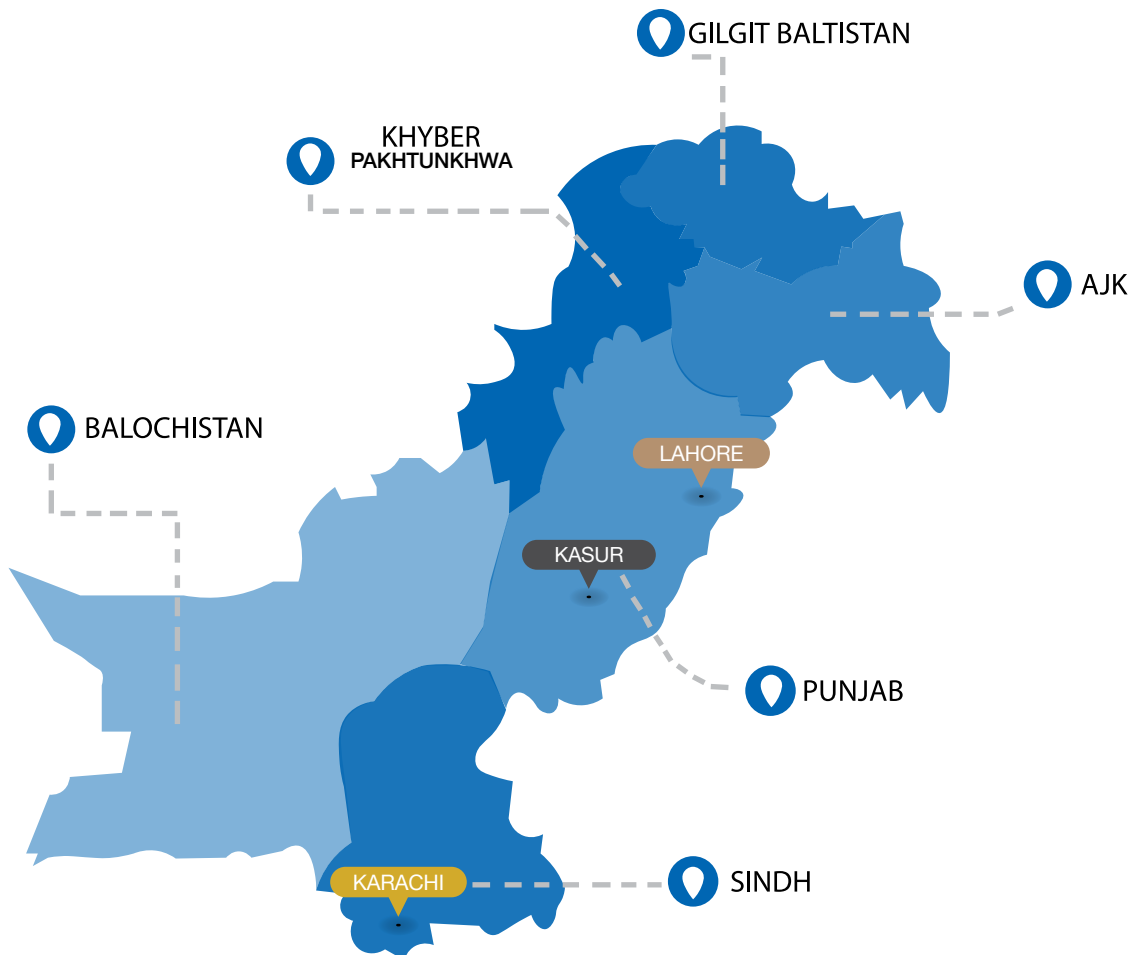 GILGIT BALTISTAN
KHYBER
PAKHTUNKHWA
AJK
BALOCHISTAN
LAHORE
KASUR
PUNJAB
KARACHI
SINDH